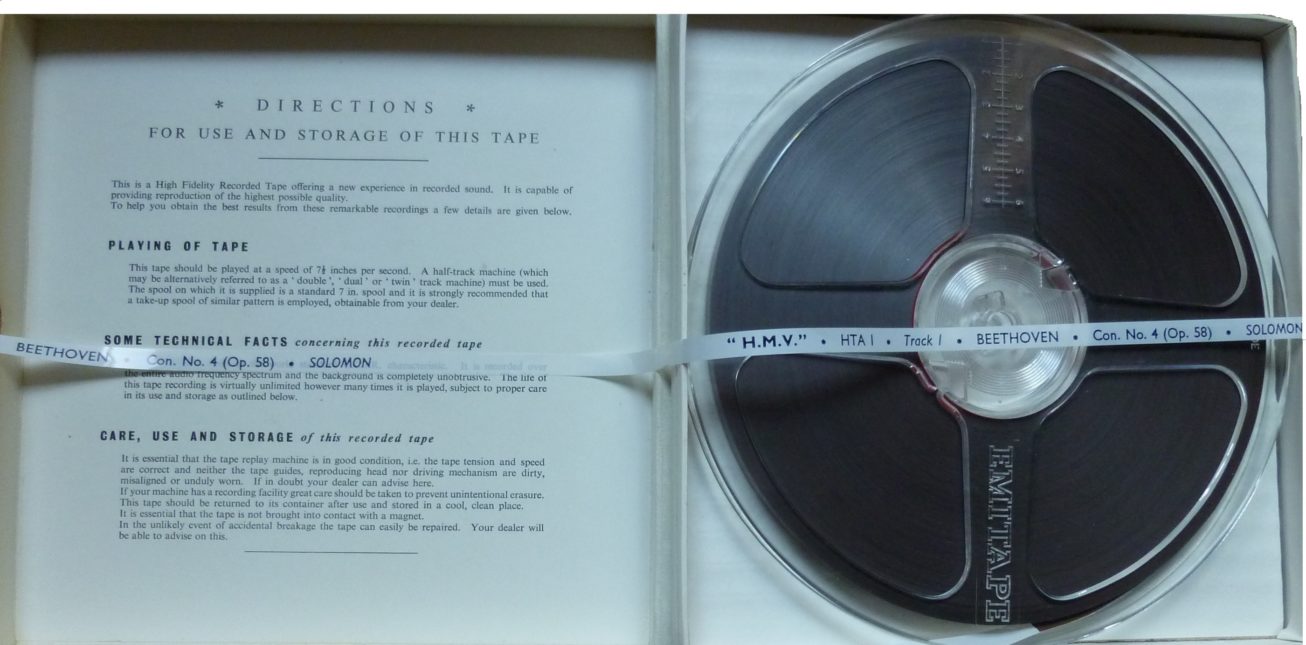 * DIRECTIONS *
FOR USE AND STORAGE OF THIS TAPE
This is a High Fidelity Recorded Tape offering a new experience in recorded sound. It is capable of
providing reproduction of the highest possible quality.
To help you obtain the best results from these remarkable recordings a few details are given below.
PLAYING OF TAPE
This tape should be played at a speed of 7½ inches per second. A half-track machine (which
may be alternatively referred to as a ' double ', ' dual ' or ' twin ' track machine) must be used.
The spool on which it is supplied is a standard 7 in. spool and it is strongly recommended that
a take-up spool of similar pattern is employed, obtainable from your dealer.
SOME TECHNICAL FACTS concerning this recorded tape
characteristic. It is recorded over
the entire audio frequency spectrum and the background is completely unobtrusive. The life of
this tape recording is virtually unlimited however many times it is played, subject to proper care
in its use and storage as outlined below.
CARE, USE AND STORAGE of this recorded tape
It is essential that the tape replay machine is in good condition, i.e. the tape tension and speed
are correct and neither the tape guides, reproducing head nor driving mechanism are dirty,
misaligned or unduly worn. If in doubt your dealer can advise here.
If your machine has a recording facility great care should be taken to prevent unintentional erasure.
This tape should be returned to its container after use and stored in a cool, clean place.
It is essential that the tape is not brought into contact with a magnet.
In the unlikely event of accidental breakage the tape can easily be repaired. Your dealer will
be able to advise on this.
BEETHOVEN • Con. No. 4 (Op. 58) • SOLOMON
" H.M.V." • HTA 1 • Track 1 • BEETHOVEN • Con. No. 4 (Op. 58) • SOLOMON
2
3
4
5
6
EMITAPE